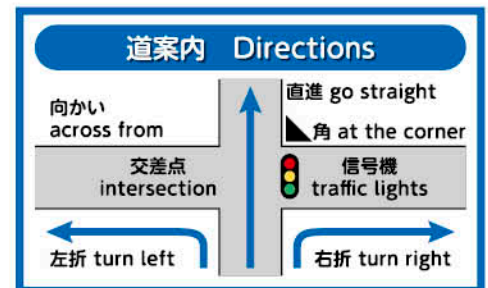 道案内 Directions
向かい
across from
直進 go straight
角 at the corner
交差点
intersection
信号機
traffic lights
左折 turn left
右折 turn right